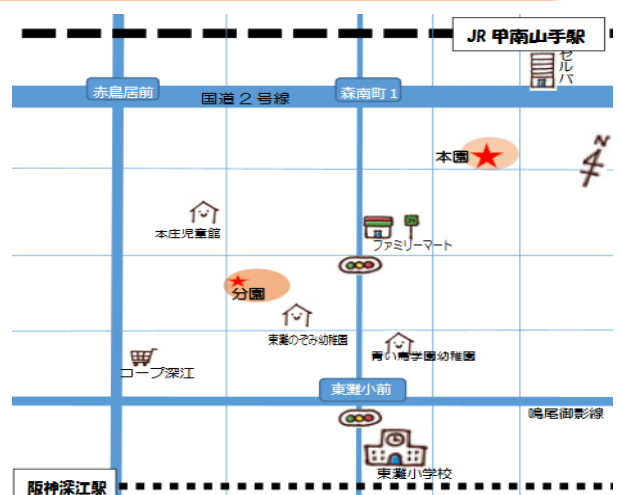 JR 甲南山手駅
セルバ
赤鳥居前
国道２号線
森南町１
本園
N
本庄児童館
ファミリーマート
分園
東灘のぞみ幼稚園
青い鳥学園幼稚園
コープ深江
東灘小前
鳴尾御影線
東灘小学校
阪神深江駅